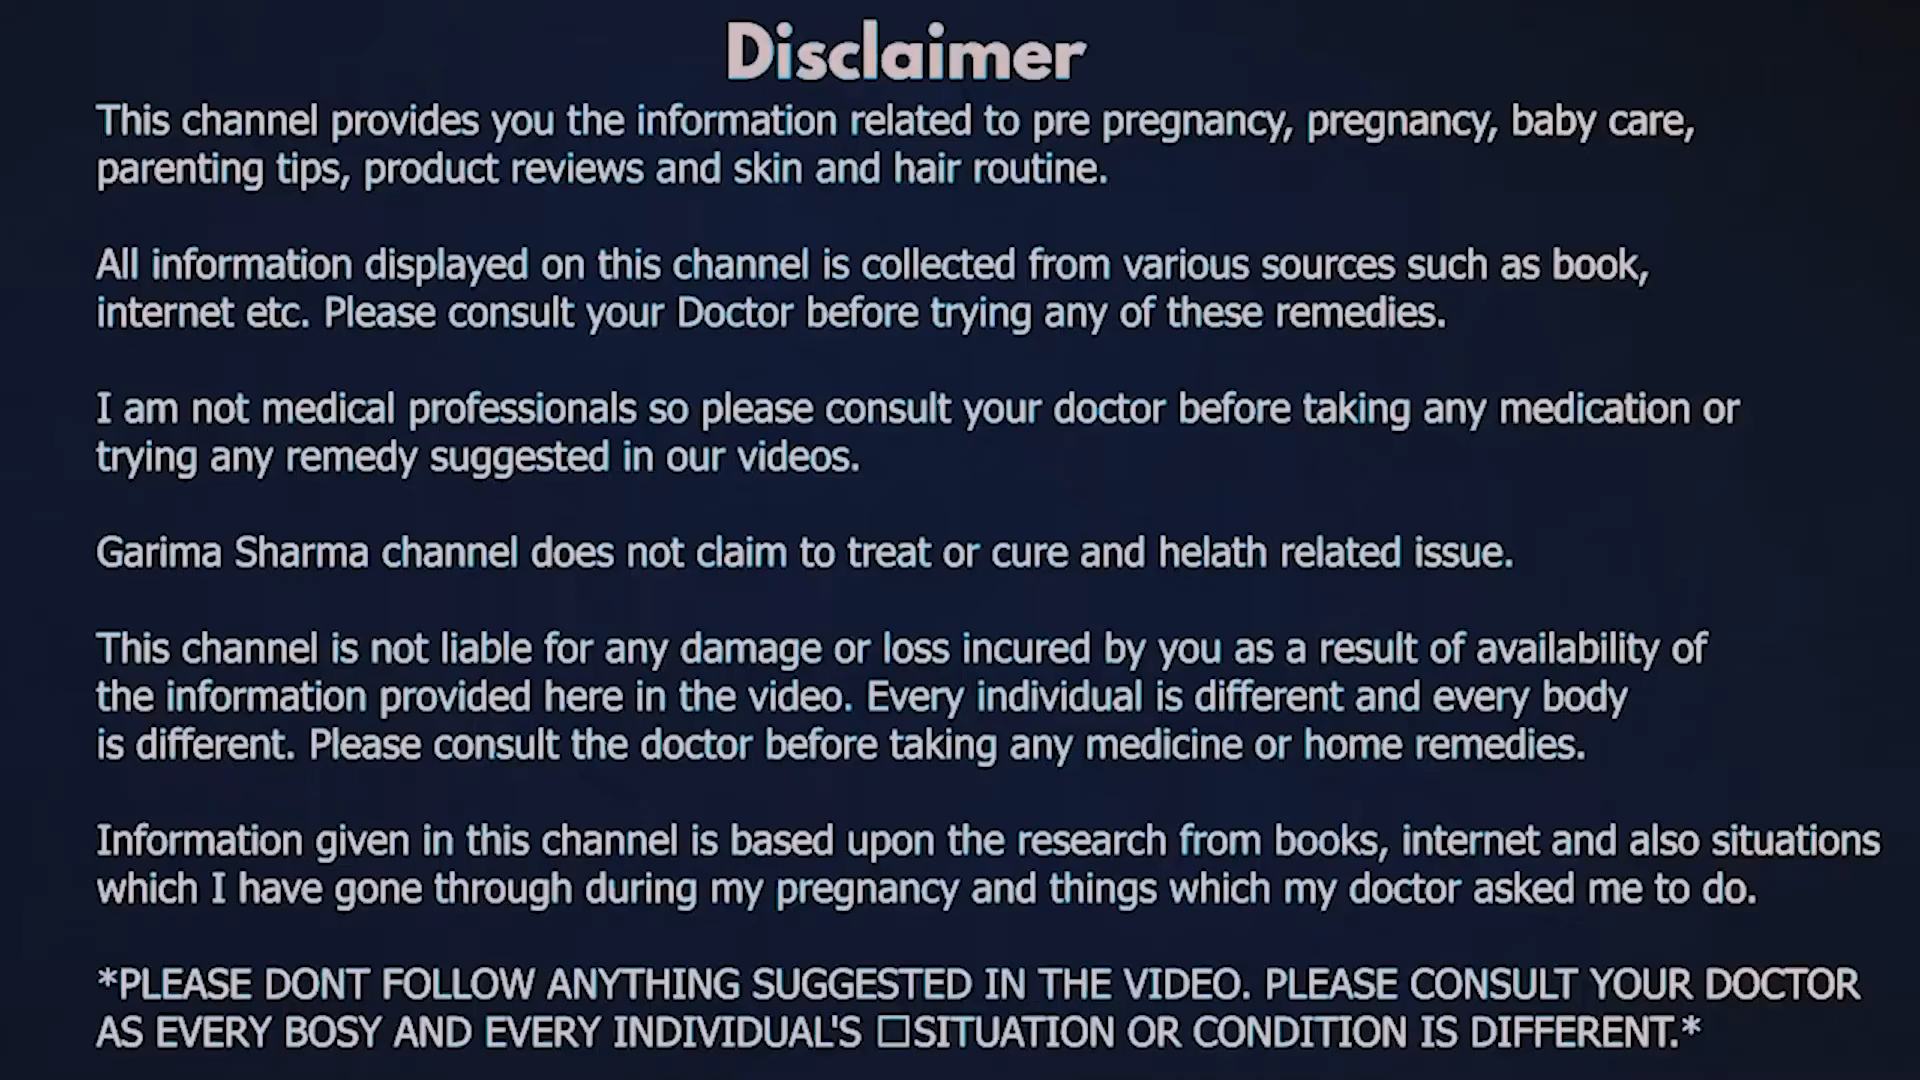 Disclaimer
This channel provides you the information related to pre pregnancy, pregnancy, baby care,
parenting tips, product reviews and skin and hair routine.
All information displayed on this channel is collected from various sources such as book,
internet etc. Please consult your Doctor before trying any of these remedies.
I am not medical professionals so please consult your doctor before taking any medication or
trying any remedy suggested in our videos.
Garima Sharma channel does not claim to treat or cure and helath related issue.
This channel is not liable for any damage or loss incured by you as a result of availability of
the information provided here in the video. Every individual is different and every body
is different. Please consult the doctor before taking any medicine or home remedies.
Information given in this channel is based upon the research from books, internet and also situations
which I have gone through during my pregnancy and things which my doctor asked me to do.
*PLEASE DONT FOLLOW ANYTHING SUGGESTED IN THE VIDEO. PLEASE CONSULT YOUR DOCTOR
AS EVERY BOSY AND EVERY INDIVIDUAL'S □SITUATION OR CONDITION IS DIFFERENT.*